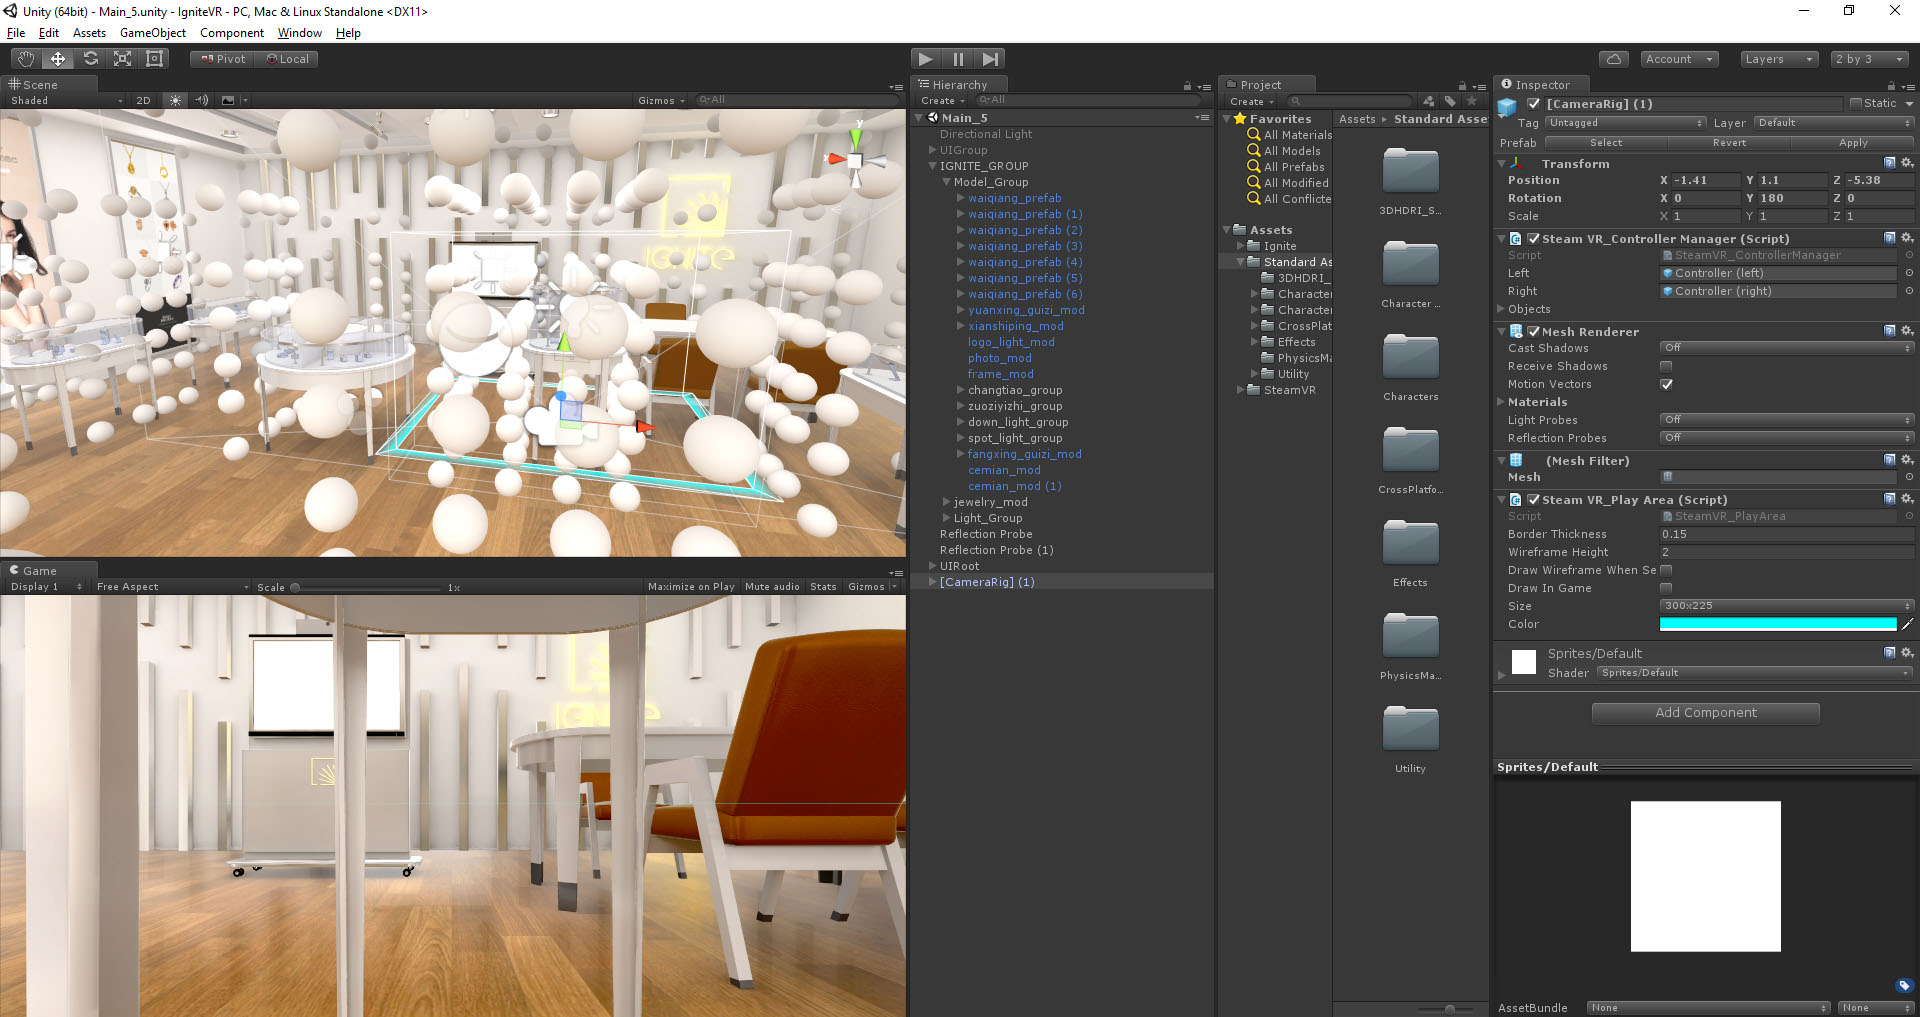 Unity (64bit) - Main_5.unity - IgniteVR - PC, Mac & Linux Standalone <DX11>
File Edit Assets GameObject Component Window Help
Pivot Local
Account Layers 2 by 3
Scene
Shaded 2D Gizmos All
IGNITE
Game
Display 1 Free Aspect Scale 1x Maximize on Play Mute audio Stats Gizmos
IGNITE
Hierarchy
Create All
Main_5
Directional Light
UIGroup
IGNITE_GROUP
Model_Group
waiqiang_prefab
waiqiang_prefab (1)
waiqiang_prefab (2)
waiqiang_prefab (3)
waiqiang_prefab (4)
waiqiang_prefab (5)
waiqiang_prefab (6)
yuanxing_guizi_mod
xianshiping_mod
logo_light_mod
photo_mod
frame_mod
changtiao_group
zuoziyizhi_group
down_light_group
spot_light_group
fangxing_guizi_mod
cemian_mod
cemian_mod (1)
jewelry_mod
Light_Group
Reflection Probe
Reflection Probe (1)
UIRoot
[CameraRig] (1)
Project
Create
Favorites
All Materials
All Models
All Prefabs
All Modified
All Conflicte
Assets
Ignite
Standard As
3DHDRI_
Character
Character
CrossPlat
Effects
PhysicsMa
Utility
SteamVR
Assets Standard Asse
3DHDRI_S...
Character ...
Characters
CrossPlatfo...
Effects
PhysicsMa...
Utility
Inspector
[CameraRig] (1) Static
Tag Untagged Layer Default
Prefab Select Revert Apply
Transform
Position X -1.41 Y 1.1 Z -5.38
Rotation X 0 Y 180 Z 0
Scale X 1 Y 1 Z 1
Steam VR_Controller Manager (Script)
Script SteamVR_ControllerManager
Left Controller (left)
Right Controller (right)
Objects
Mesh Renderer
Cast Shadows Off
Receive Shadows
Motion Vectors
Materials
Light Probes Off
Reflection Probes Off
(Mesh Filter)
Mesh
Steam VR_Play Area (Script)
Script SteamVR_PlayArea
Border Thickness 0.15
Wireframe Height 2
Draw Wireframe When Se
Draw In Game
Size 300x225
Color
Sprites/Default
Shader Sprites/Default
Add Component
Sprites/Default
AssetBundle None None